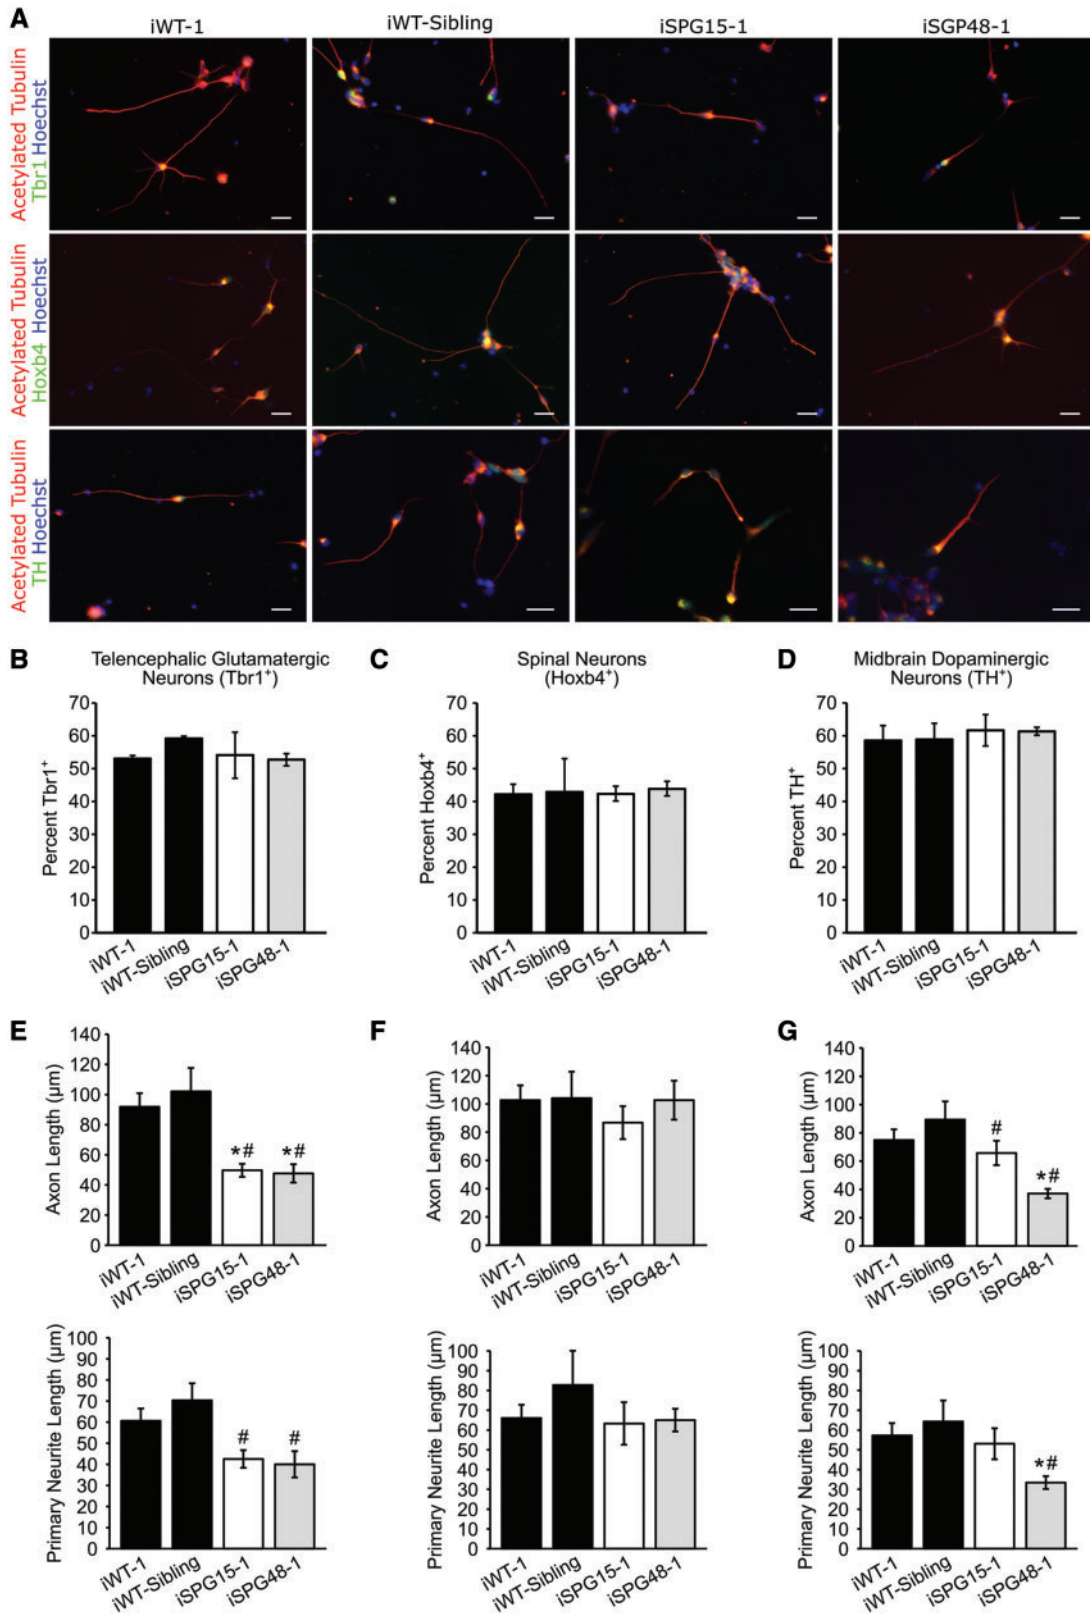 A
iWT-1
iWT-Sibling
iSPG15-1
iSGP48-1
Acetylated Tubulin
Tbr1 Hoechst
Acetylated Tubulin
Hoxb4 Hoechst
Acetylated Tubulin
TH Hoechst
B
Telencephalic Glutamatergic
Neurons (Tbr1⁺)
Percent Tbr1⁺
70
60
50
40
30
20
10
0
iWT-1
iWT-Sibling
iSPG15-1
iSPG48-1
C
Spinal Neurons
(Hoxb4⁺)
Percent Hoxb4⁺
70
60
50
40
30
20
10
0
iWT-1
iWT-Sibling
iSPG15-1
iSPG48-1
D
Midbrain Dopaminergic
Neurons (TH⁺)
Percent TH⁺
70
60
50
40
30
20
10
0
iWT-1
iWT-Sibling
iSPG15-1
iSPG48-1
E
Axon Length (µm)
140
120
100
80
60
40
20
0
*#
*#
iWT-1
iWT-Sibling
iSPG15-1
iSPG48-1
Primary Neurite Length (µm)
100
90
80
70
60
50
40
30
20
10
0
#
#
iWT-1
iWT-Sibling
iSPG15-1
iSPG48-1
F
Axon Length (µm)
140
120
100
80
60
40
20
0
iWT-1
iWT-Sibling
iSPG15-1
iSPG48-1
Primary Neurite Length (µm)
100
90
80
70
60
50
40
30
20
10
0
iWT-1
iWT-Sibling
iSPG15-1
iSPG48-1
G
Axon Length (µm)
140
120
100
80
60
40
20
0
#
*#
iWT-1
iWT-Sibling
iSPG15-1
iSPG48-1
Primary Neurite Length (µm)
100
90
80
70
60
50
40
30
20
10
0
*#
iWT-1
iWT-Sibling
iSPG15-1
iSPG48-1